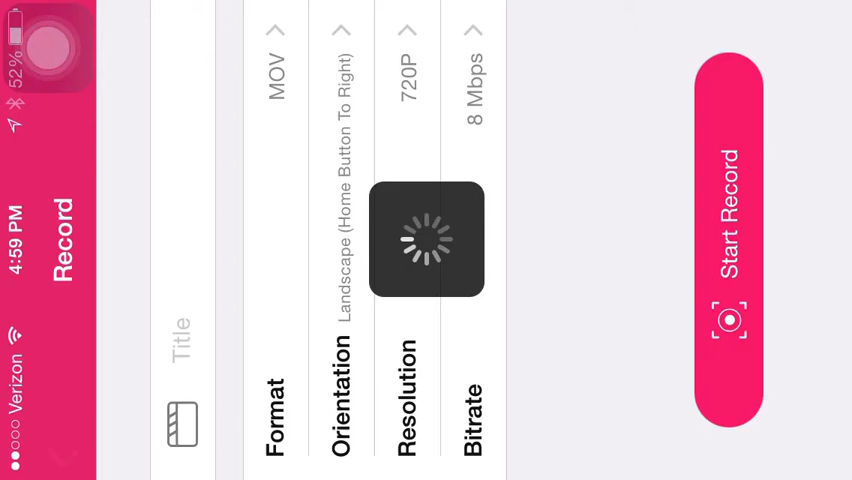 Verizon 4:59 PM 52%
Record
Title
Format MOV
Orientation Landscape (Home Button To Right)
Resolution 720P
Bitrate 8 Mbps
Start Record